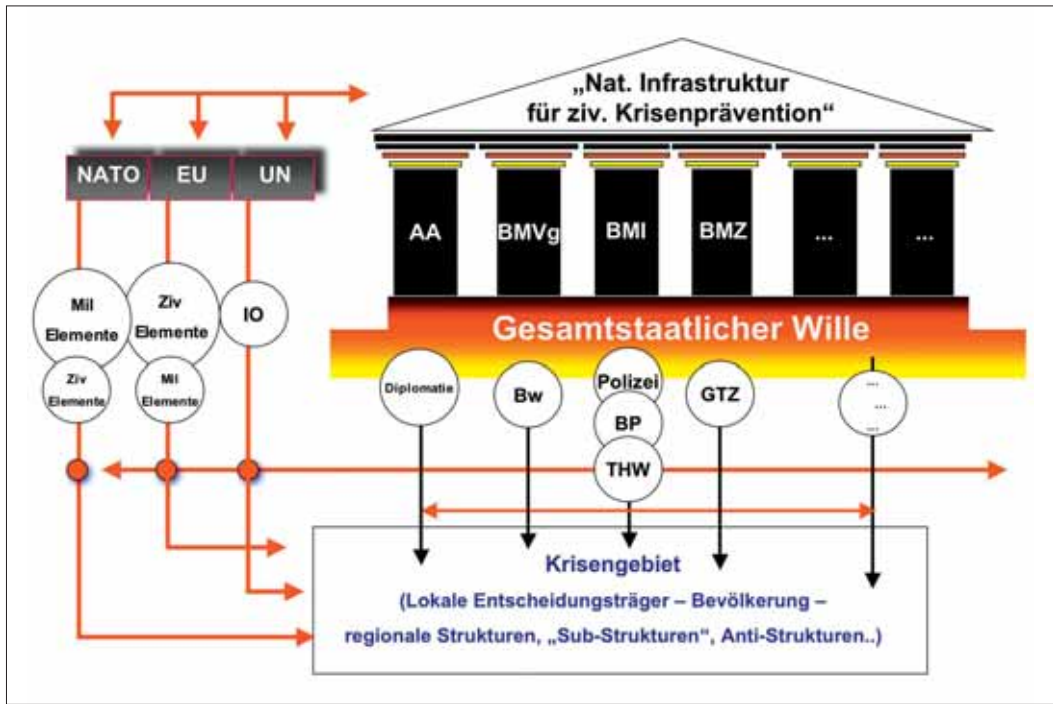 „Nat. Infrastruktur
für ziv. Krisenprävention“
NATO EU UN
AA BMVg BMI BMZ ... ...
Mil
Elemente
Ziv
Elemente
Ziv
Elemente
Mil
Elemente
IO
Gesamtstaatlicher Wille
Diplomatie
Bw
Polizei
BP
THW
GTZ
...
...
...
Krisengebiet
(Lokale Entscheidungsträger – Bevölkerung –
regionale Strukturen, „Sub-Strukturen“, Anti-Strukturen..)